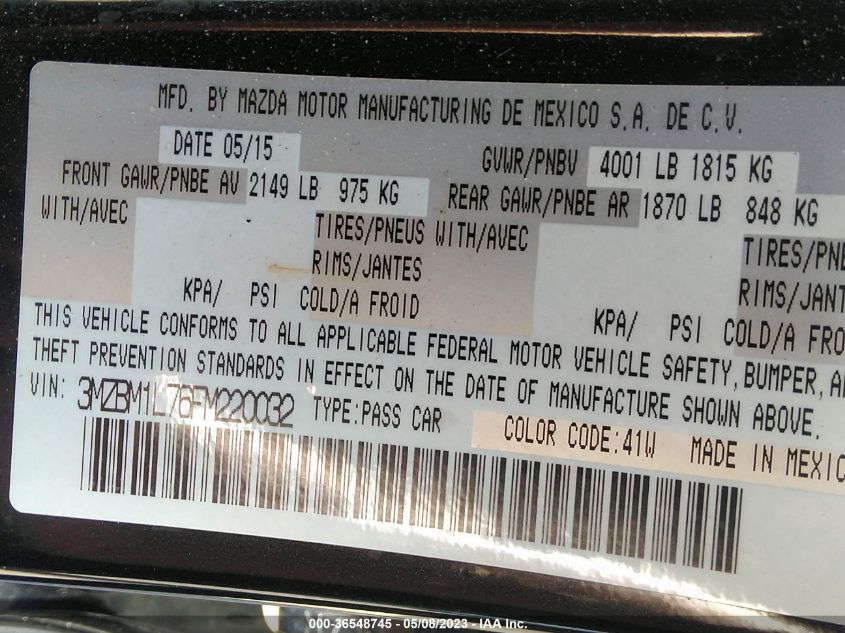 MFD. BY MAZDA MOTOR MANUFACTURING DE MEXICO S.A. DE C.V.
DATE 05/15 GVWR/PNBV 4001 LB 1815 KG
FRONT GAWR/PNBE AV 2149 LB 975 KG REAR GAWR/PNBE AR 1870 LB 848 KG
WITH/AVEC TIRES/PNEUS WITH/AVEC TIRES/PNE
RIMS/JANTES RIMS/JANT
KPA/ PSI COLD/A FROID KPA/ PSI COLD/A FRO
THIS VEHICLE CONFORMS TO ALL APPLICABLE FEDERAL MOTOR VEHICLE SAFETY, BUMPER, A
THEFT PREVENTION STANDARDS IN EFFECT ON THE DATE OF MANUFACTURE SHOWN ABOVE.
VIN: 3MZBM1L76FM220032 TYPE:PASS CAR COLOR CODE:41W MADE IN MEXIC
000-36548745 - 05/08/2023 - IAA Inc.